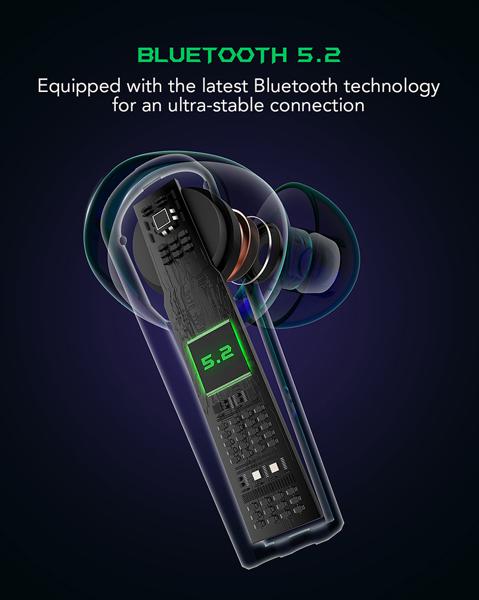 BLUETOOTH 5.2
Equipped with the latest Bluetooth technology
for an ultra-stable connection
5.2